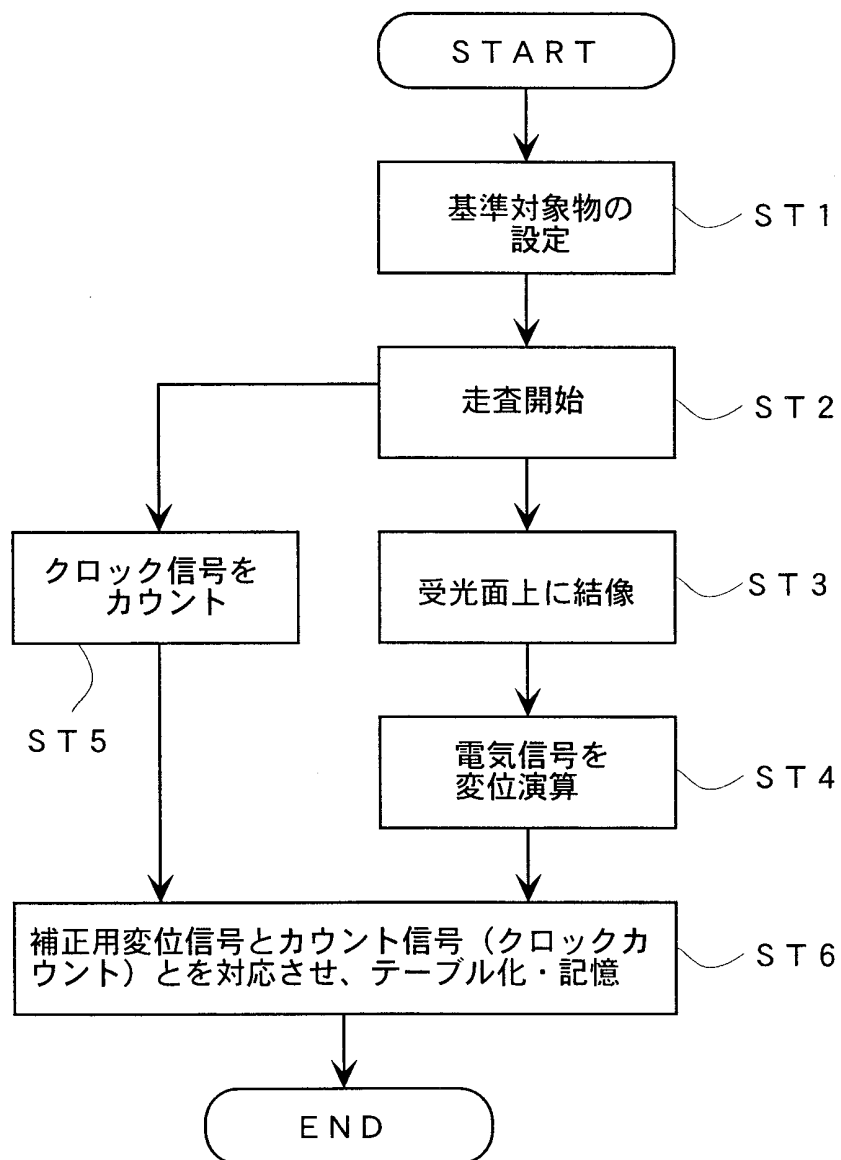 START
基準対象物の
設定
ST1
走査開始
ST2
クロック信号を
カウント
ST5
受光面上に結像
ST3
電気信号を
変位演算
ST4
補正用変位信号とカウント信号（クロックカ
ウント）とを対応させ、テーブル化・記憶
ST6
END